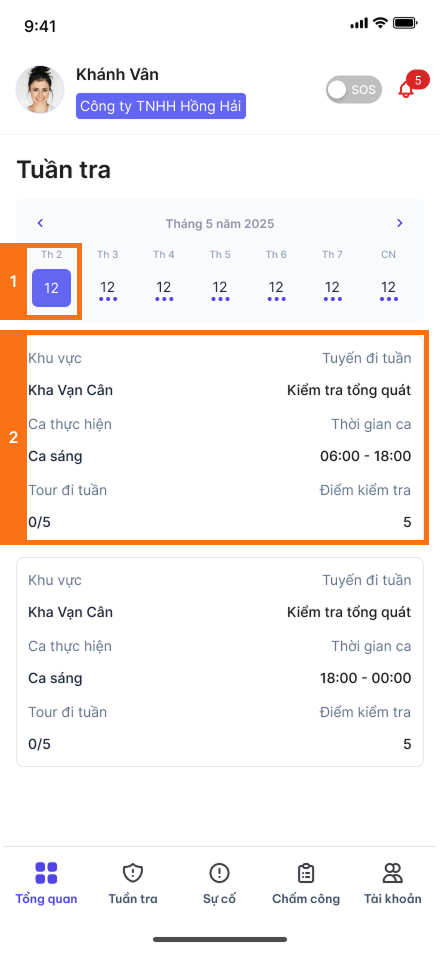 9:41
Khánh Vân
Công ty TNHH Hồng Hải
SOS
5
Tuần tra
Tháng 5 năm 2025
Th 2 Th 3 Th 4 Th 5 Th 6 Th 7 CN
1
12 12 12 12 12 12 12
Khu vực Tuyến đi tuần
Kha Vạn Cân Kiểm tra tổng quát
Ca thực hiện Thời gian ca
2
Ca sáng 06:00 - 18:00
Tour đi tuần Điểm kiểm tra
0/5 5
Khu vực Tuyến đi tuần
Kha Vạn Cân Kiểm tra tổng quát
Ca thực hiện Thời gian ca
Ca sáng 18:00 - 00:00
Tour đi tuần Điểm kiểm tra
0/5 5
Tổng quan Tuần tra Sự cố Chấm công Tài khoản